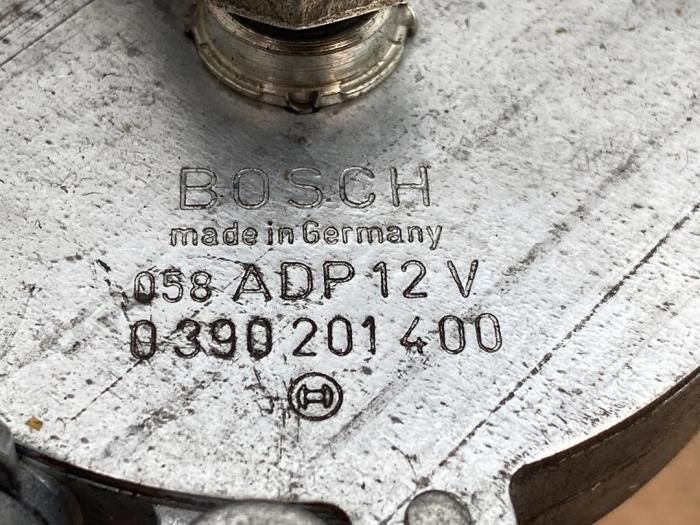 BOSCH
made in Germany
058 ADP 12 V
0 390 201 400